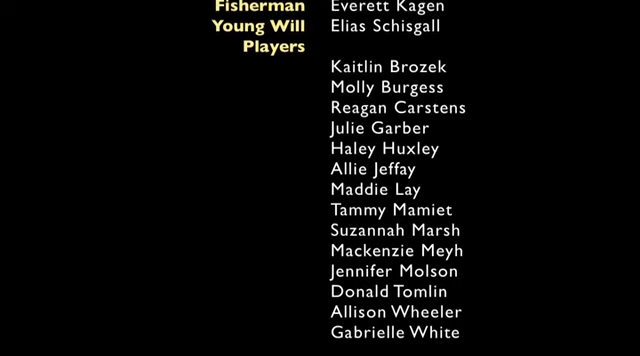 Fisherman Everett Kagen
Young Will Elias Schisgall
Players
Kaitlin Brozek
Molly Burgess
Reagan Carstens
Julie Garber
Haley Huxley
Allie Jeffay
Maddie Lay
Tammy Mamiet
Suzannah Marsh
Mackenzie Meyh
Jennifer Molson
Donald Tomlin
Allison Wheeler
Gabrielle White